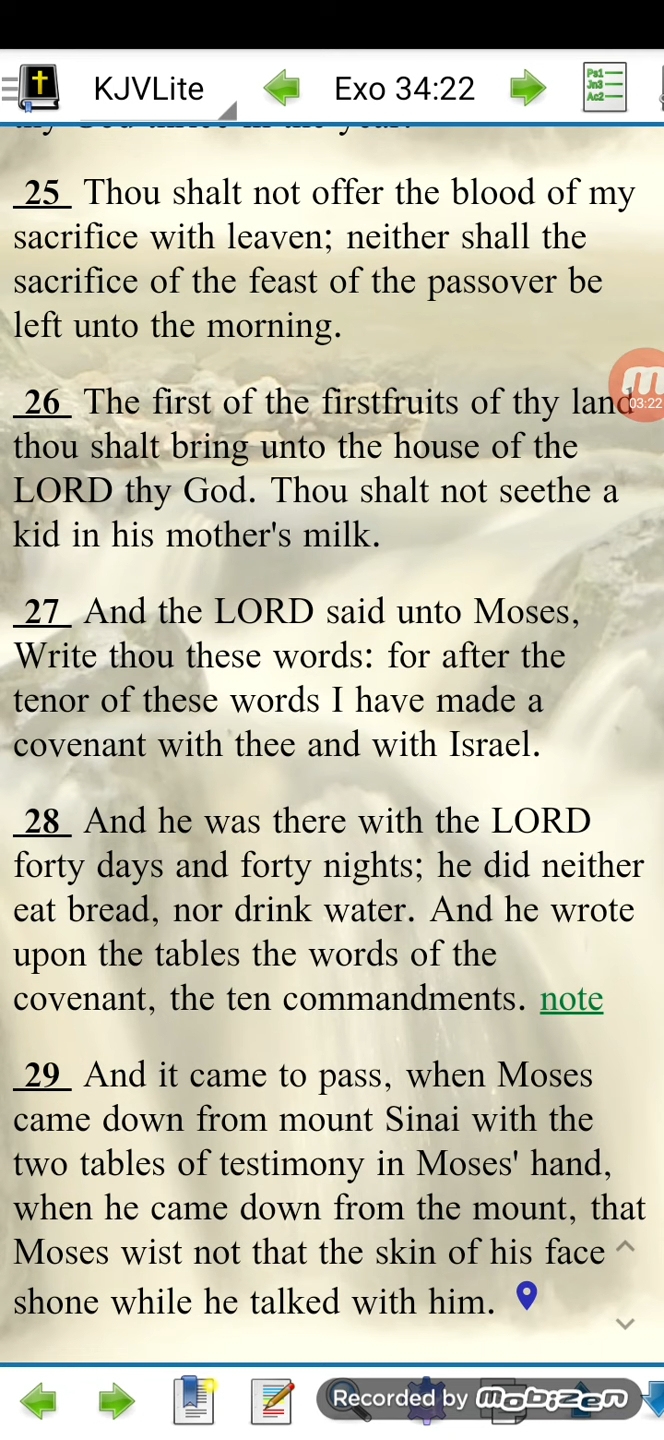 KJVLite
Exo 34:22
Ps1
Jn3
Ac2
thy God thrice in the year.
25 Thou shalt not offer the blood of my
sacrifice with leaven; neither shall the
sacrifice of the feast of the passover be
left unto the morning.
26 The first of the firstfruits of thy land
03:22
thou shalt bring unto the house of the
LORD thy God. Thou shalt not seethe a
kid in his mother's milk.
27 And the LORD said unto Moses,
Write thou these words: for after the
tenor of these words I have made a
covenant with thee and with Israel.
28 And he was there with the LORD
forty days and forty nights; he did neither
eat bread, nor drink water. And he wrote
upon the tables the words of the
covenant, the ten commandments. note
29 And it came to pass, when Moses
came down from mount Sinai with the
two tables of testimony in Moses' hand,
when he came down from the mount, that
Moses wist not that the skin of his face
shone while he talked with him.
Recorded by mobizen